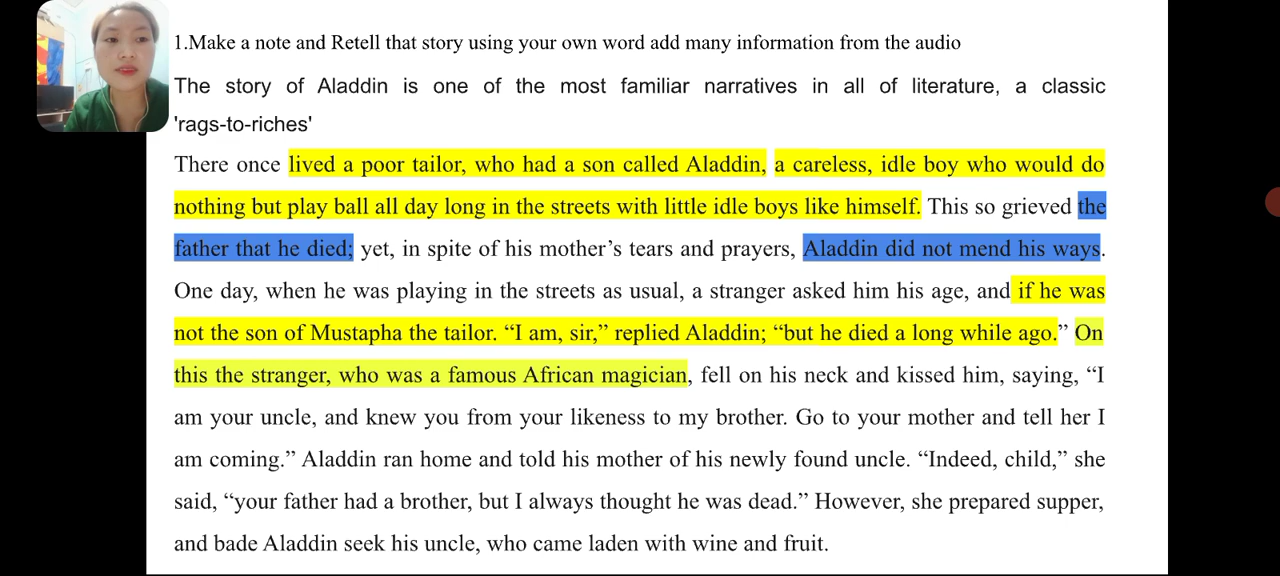 1.Make a note and Retell that story using your own word add many information from the audio
The story of Aladdin is one of the most familiar narratives in all of literature, a classic
'rags-to-riches'
There once lived a poor tailor, who had a son called Aladdin, a careless, idle boy who would do
nothing but play ball all day long in the streets with little idle boys like himself. This so grieved the
father that he died; yet, in spite of his mother’s tears and prayers, Aladdin did not mend his ways.
One day, when he was playing in the streets as usual, a stranger asked him his age, and if he was
not the son of Mustapha the tailor. “I am, sir,” replied Aladdin; “but he died a long while ago.” On
this the stranger, who was a famous African magician, fell on his neck and kissed him, saying, “I
am your uncle, and knew you from your likeness to my brother. Go to your mother and tell her I
am coming.” Aladdin ran home and told his mother of his newly found uncle. “Indeed, child,” she
said, “your father had a brother, but I always thought he was dead.” However, she prepared supper,
and bade Aladdin seek his uncle, who came laden with wine and fruit.